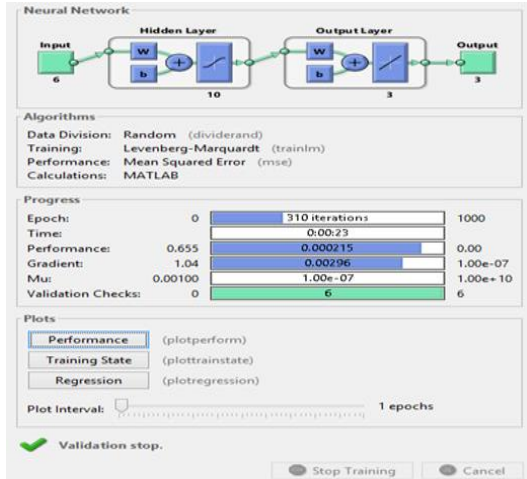 Neural Network
Hidden Layer
Output Layer
Input
Output
W
b
+
W
b
+
6
10
3
3
Algorithms
Data Division: Random (dividerand)
Training: Levenberg-Marquardt (trainlm)
Performance: Mean Squared Error (mse)
Calculations: MATLAB
Progress
Epoch: 0 310 iterations 1000
Time: 0:00:23
Performance: 0.655 0.000215 0.00
Gradient: 1.04 0.00296 1.00e-07
Mu: 0.00100 1.00e-07 1.00e+10
Validation Checks: 0 6 6
Plots
Performance (plotperform)
Training State (plottrainstate)
Regression (plotregression)
Plot Interval: 1 epochs
Validation stop.
Stop Training Cancel